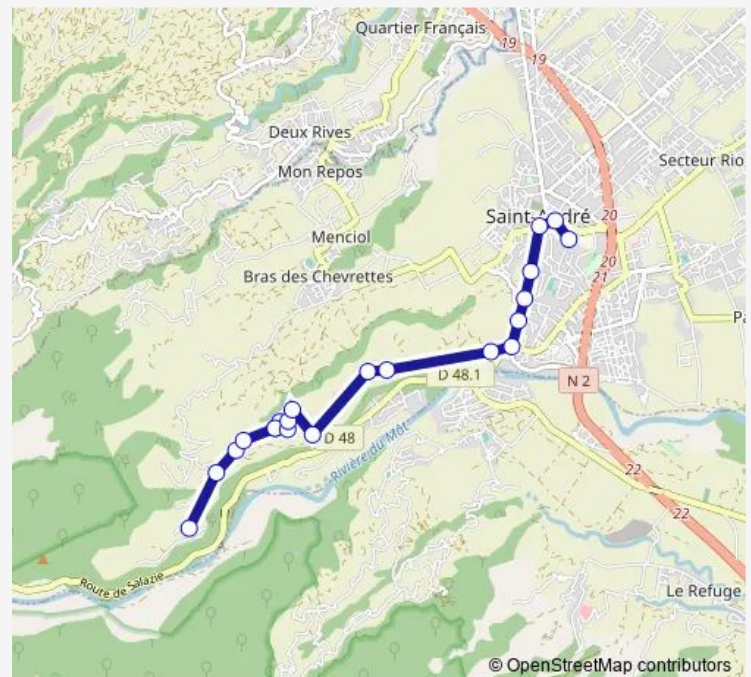 Quartier Français
19
19
Deux Rives
Mon Repos
Secteur Rio
Saint-André
20
Menciol
20
Bras des Chevrettes
21
D 48.1
N 2
D 48
Rivière du Mât
22
22
Route de Salazie
Le Refuge
© OpenStreetMap contributors